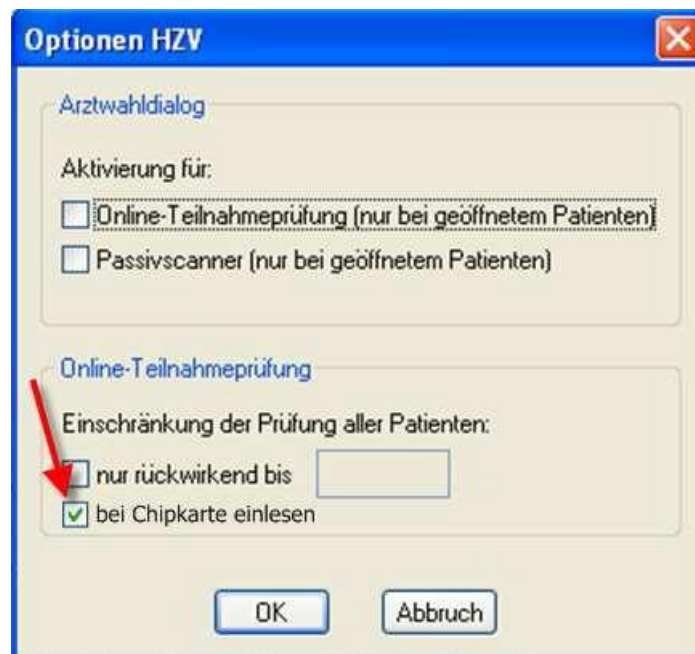 Optionen HZV
Arztwahldialog
Aktivierung für:
Online-Teilnahmeprüfung (nur bei geöffnetem Patienten)
Passivscanner (nur bei geöffnetem Patienten)
Online-Teilnahmeprüfung
Einschränkung der Prüfung aller Patienten:
nur rückwirkend bis
bei Chipkarte einlesen
OK
Abbruch